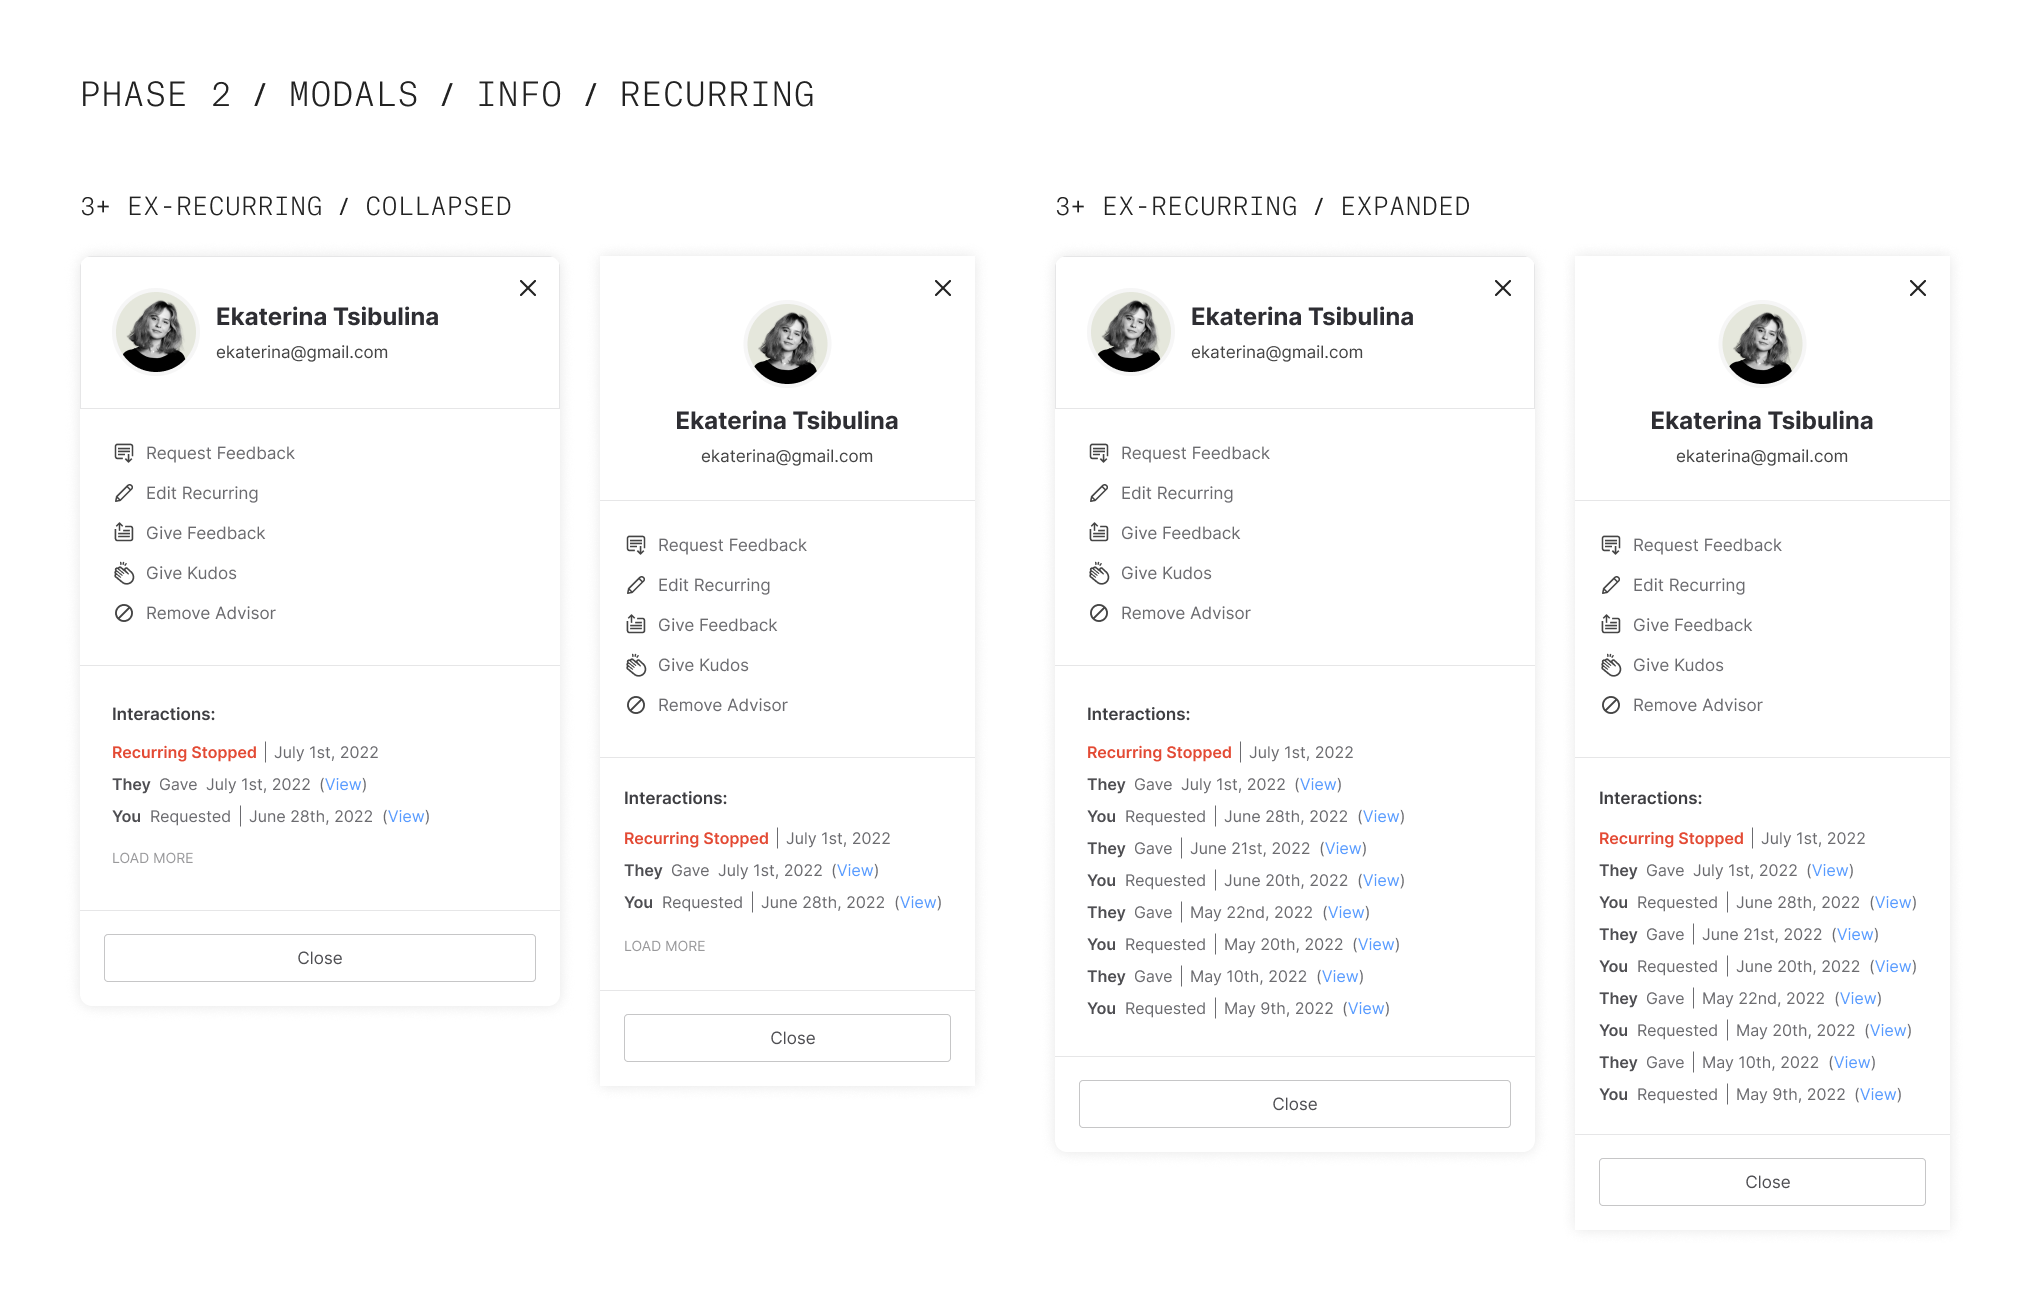 PHASE 2 / MODALS / INFO / RECURRING
3+ EX-RECURRING / COLLAPSED
Ekaterina Tsibulina
ekaterina@gmail.com
Request Feedback
Edit Recurring
Give Feedback
Give Kudos
Remove Advisor
Interactions:
Recurring Stopped | July 1st, 2022
They Gave July 1st, 2022 (View)
You Requested | June 28th, 2022 (View)
LOAD MORE
Close
Ekaterina Tsibulina
ekaterina@gmail.com
Request Feedback
Edit Recurring
Give Feedback
Give Kudos
Remove Advisor
Interactions:
Recurring Stopped | July 1st, 2022
They Gave July 1st, 2022 (View)
You Requested | June 28th, 2022 (View)
LOAD MORE
Close
3+ EX-RECURRING / EXPANDED
Ekaterina Tsibulina
ekaterina@gmail.com
Request Feedback
Edit Recurring
Give Feedback
Give Kudos
Remove Advisor
Interactions:
Recurring Stopped | July 1st, 2022
They Gave July 1st, 2022 (View)
You Requested | June 28th, 2022 (View)
They Gave | June 21st, 2022 (View)
You Requested | June 20th, 2022 (View)
They Gave | May 22nd, 2022 (View)
You Requested | May 20th, 2022 (View)
They Gave | May 10th, 2022 (View)
You Requested | May 9th, 2022 (View)
Close
Ekaterina Tsibulina
ekaterina@gmail.com
Request Feedback
Edit Recurring
Give Feedback
Give Kudos
Remove Advisor
Interactions:
Recurring Stopped | July 1st, 2022
They Gave July 1st, 2022 (View)
You Requested | June 28th, 2022 (View)
They Gave | June 21st, 2022 (View)
You Requested | June 20th, 2022 (View)
They Gave | May 22nd, 2022 (View)
You Requested | May 20th, 2022 (View)
They Gave | May 10th, 2022 (View)
You Requested | May 9th, 2022 (View)
Close